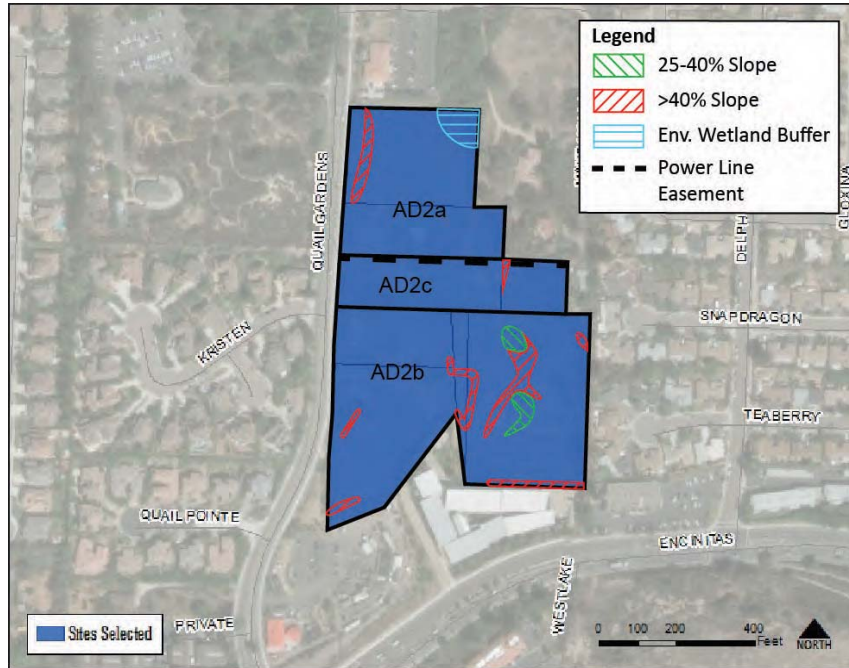 Legend
25-40% Slope
>40% Slope
Env. Wetland Buffer
Power Line
Easement
QUAIL GARDENS
AD2a
AD2c
AD2b
KRISTEN
DELPH
GLOXINA
SNAPDRAGON
TEABERRY
QUAIL POINTE
ENCINITAS
WESTLAKE
PRIVATE
Sites Selected
0 100 200 400
Feet
NORTH